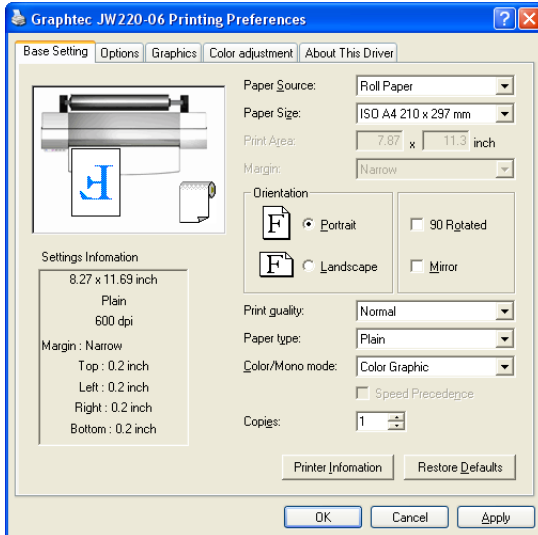 Graphtec JW220-06 Printing Preferences
Base Setting Options Graphics Color adjustment About This Driver
Paper Source: Roll Paper
Paper Size: ISO A4 210 x 297 mm
Print Area: 7.87 x 11.3 inch
Margin: Narrow
Orientation
F Portrait 90 Rotated
F Landscape Mirror
Settings Infomation
8.27 x 11.69 inch
Plain
600 dpi
Margin : Narrow
Top : 0.2 inch
Left : 0.2 inch
Right : 0.2 inch
Bottom : 0.2 inch
Print quality: Normal
Paper type: Plain
Color/Mono mode: Color Graphic
Speed Precedence
Copies: 1
Printer Infomation Restore Defaults
OK Cancel Apply